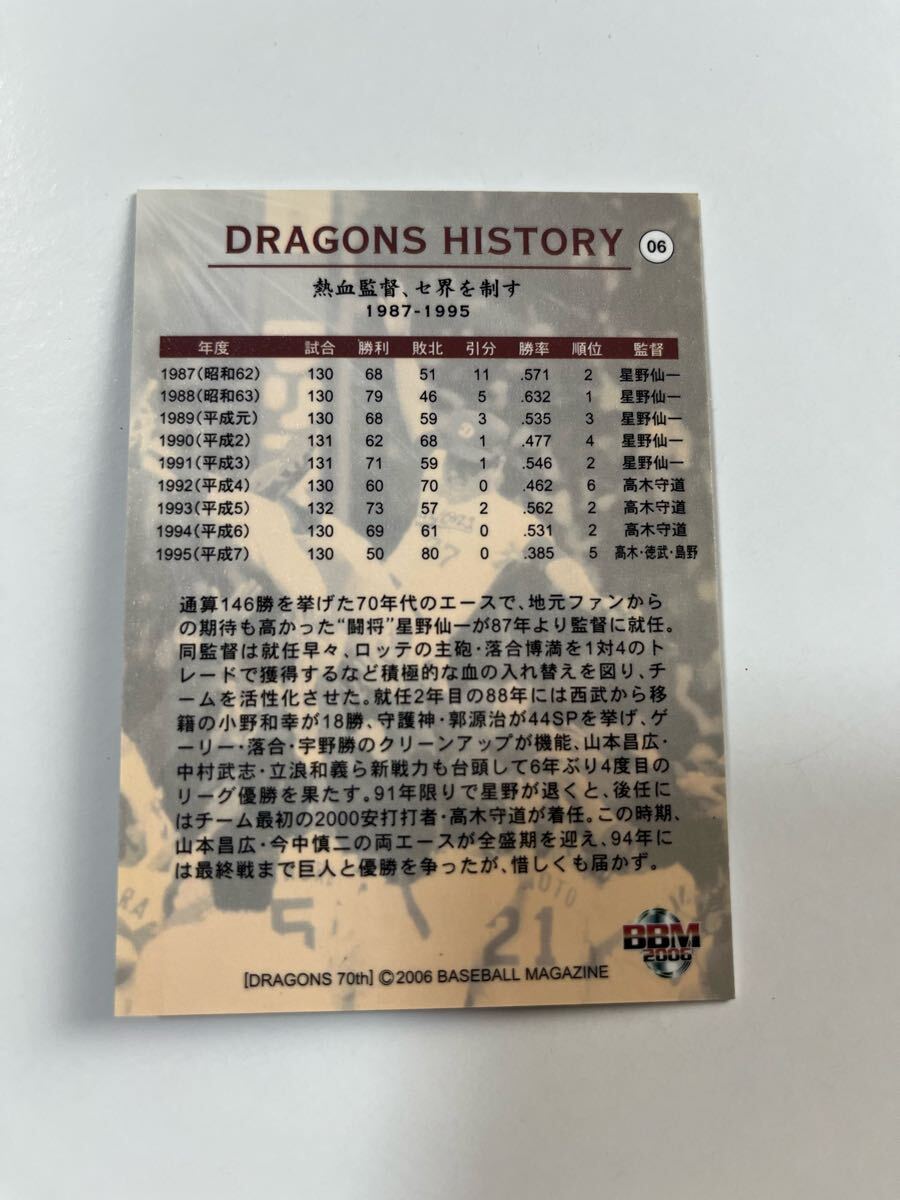 DRAGONS HISTORY 06
熱血監督、セ界を制す
1987-1995
年度 試合 勝利 敗北 引分 勝率 順位 監督
1987(昭和62) 130 68 51 11 .571 2 星野仙一
1988(昭和63) 130 79 46 5 .632 1 星野仙一
1989(平成元) 130 68 59 3 .535 3 星野仙一
1990(平成2) 131 62 68 1 .477 4 星野仙一
1991(平成3) 131 71 59 1 .546 2 星野仙一
1992(平成4) 130 60 70 0 .462 6 高木守道
1993(平成5) 132 73 57 2 .562 2 高木守道
1994(平成6) 130 69 61 0 .531 2 高木守道
1995(平成7) 130 50 80 0 .385 5 高木・徳武・島野
通算146勝を挙げた70年代のエースで、地元ファンから
の期待も高かった“闘将”星野仙一が87年より監督に就任。
同監督は就任早々、ロッテの主砲・落合博満を1対4のト
レードで獲得するなど積極的な血の入れ替えを図り、チ
ームを活性化させた。就任2年目の88年には西武から移
籍の小野和幸が18勝、守護神・郭源治が44SPを挙げ、ゲ
ーリー・落合・宇野勝のクリーンアップが機能、山本昌広・
中村武志・立浪和義ら新戦力も台頭して6年ぶり4度目の
リーグ優勝を果たす。91年限りで星野が退くと、後任に
はチーム最初の2000安打打者・高木守道が着任。この時期、
山本昌広・今中慎二の両エースが全盛期を迎え、94年に
は最終戦まで巨人と優勝を争ったが、惜しくも届かず。
21
BBM
2006
[DRAGONS 70th] ©2006 BASEBALL MAGAZINE